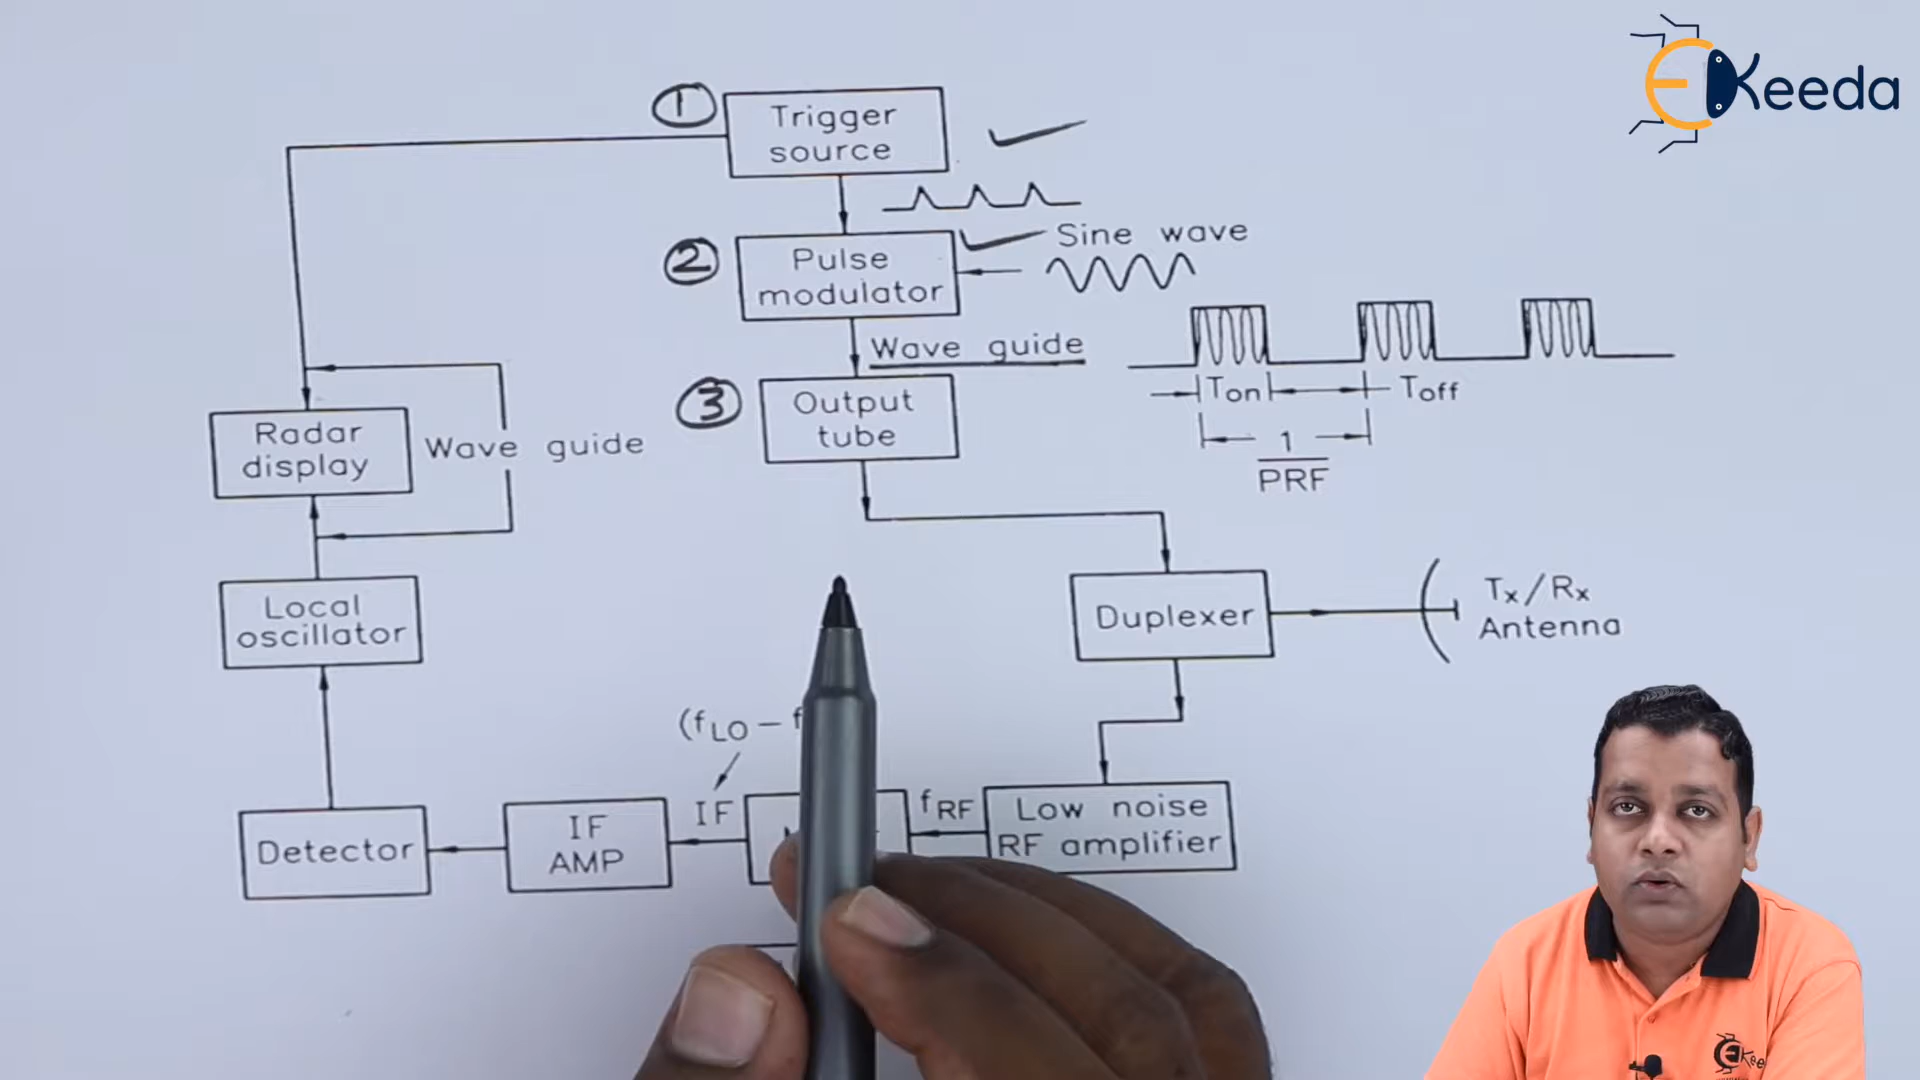 EKeeda
1
Trigger
source
2
Pulse
modulator
Sine wave
Wave guide
3
Output
tube
Ton
Toff
1
PRF
Radar
display
Wave guide
Local
oscillator
Duplexer
Tx/Rx
Antenna
(fLO – f
IF
fRF
Low noise
RF amplifier
IF
AMP
Detector